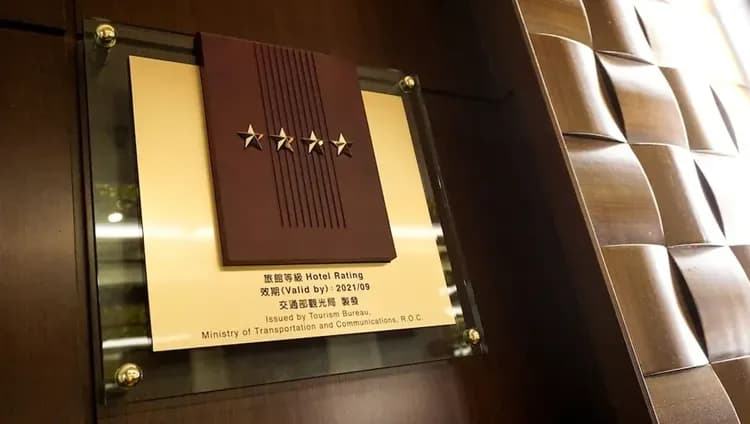 旅館等級 Hotel Rating
效期(Valid by): 2021/09
交通部觀光局 製發
Issued by Tourism Bureau,
Ministry of Transportation and Communications, R.O.C.